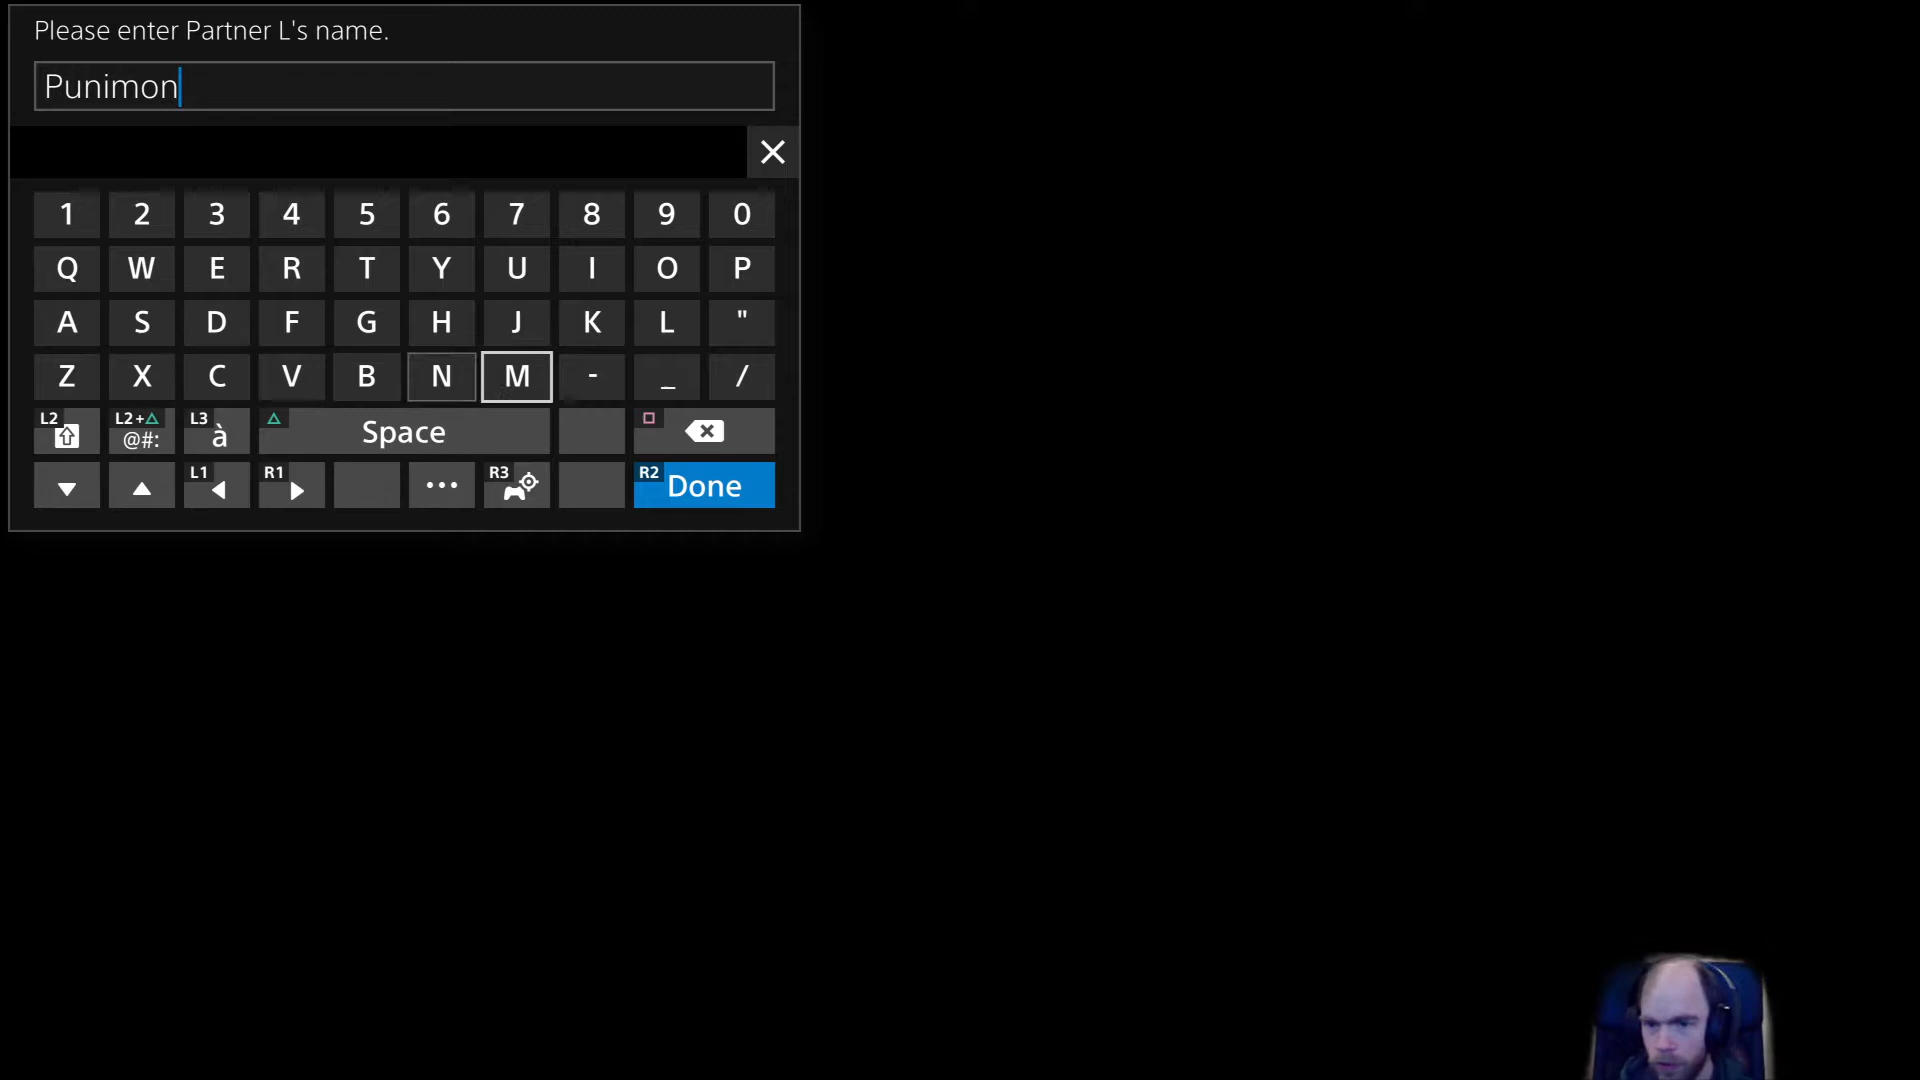 Please enter Partner L's name.
Punimon
1 2 3 4 5 6 7 8 9 0
Q W E R T Y U I O P
A S D F G H J K L "
Z X C V B N M - _ /
L2 L2+△ @#: L3 à △ Space □
L1 R1 ... R3 R2 Done